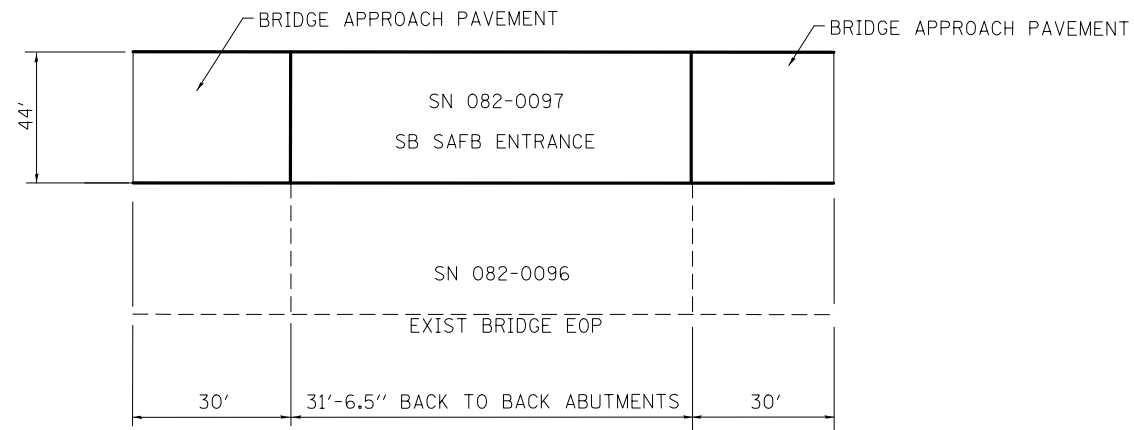 BRIDGE APPROACH PAVEMENT
BRIDGE APPROACH PAVEMENT
44'
SN 082-0097
SB SAFB ENTRANCE
SN 082-0096
EXIST BRIDGE EOP
30'
31'-6.5" BACK TO BACK ABUTMENTS
30'